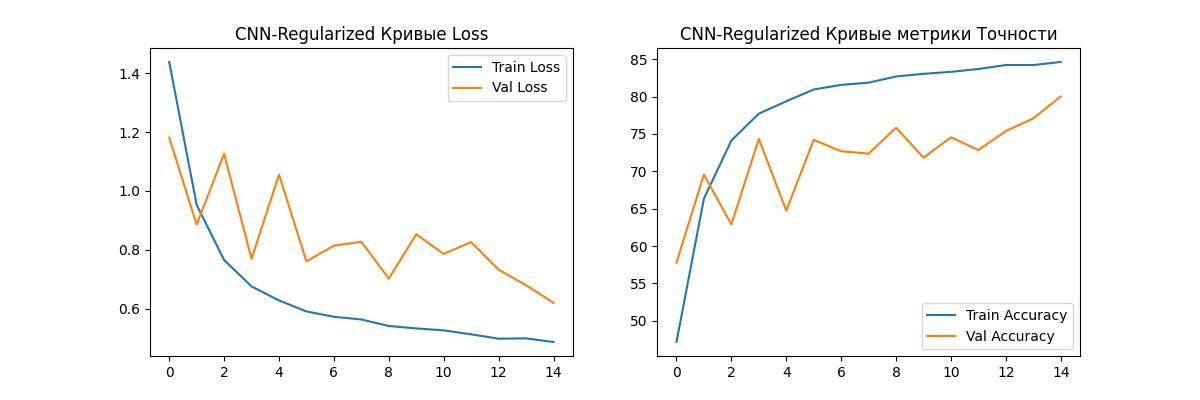 CNN-Regularized Кривые Loss
1.4
1.2
1.0
0.8
0.6
0 2 4 6 8 10 12 14
Train Loss
Val Loss
CNN-Regularized Кривые метрики Точности
85
80
75
70
65
60
55
50
0 2 4 6 8 10 12 14
Train Accuracy
Val Accuracy